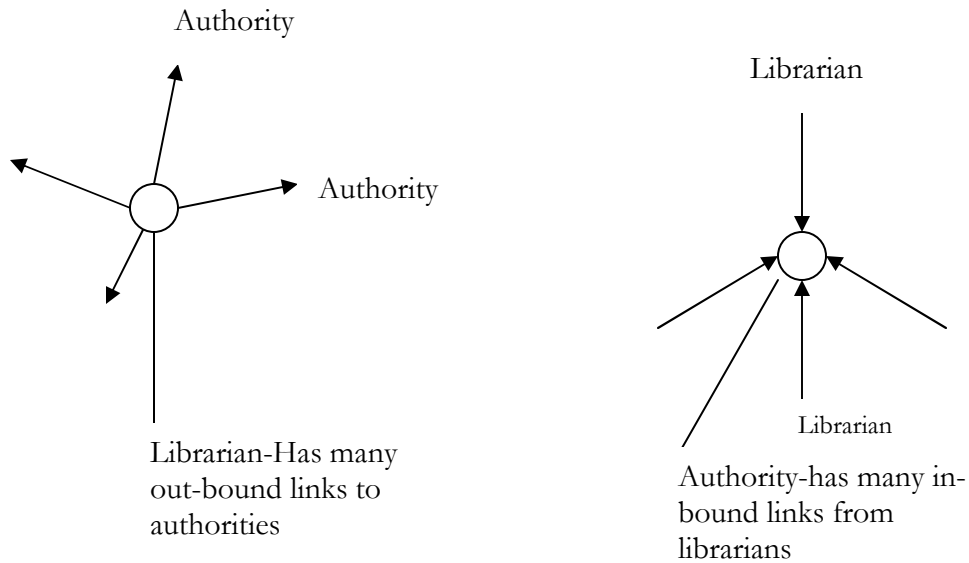 Authority
Authority
Librarian-Has many
out-bound links to
authorities
Librarian
Librarian
Authority-has many in-
bound links from
librarians